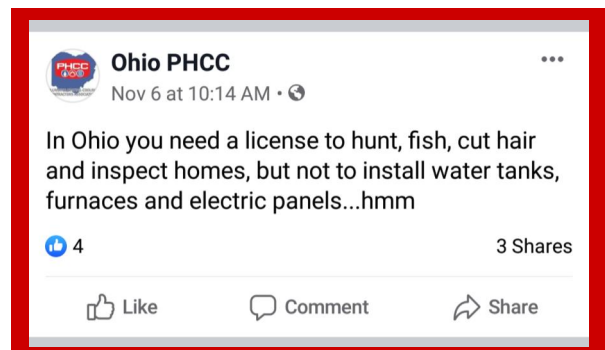 PHCC
Ohio PHCC
Nov 6 at 10:14 AM •
In Ohio you need a license to hunt, fish, cut hair
and inspect homes, but not to install water tanks,
furnaces and electric panels...hmm
4
3 Shares
Like
Comment
Share